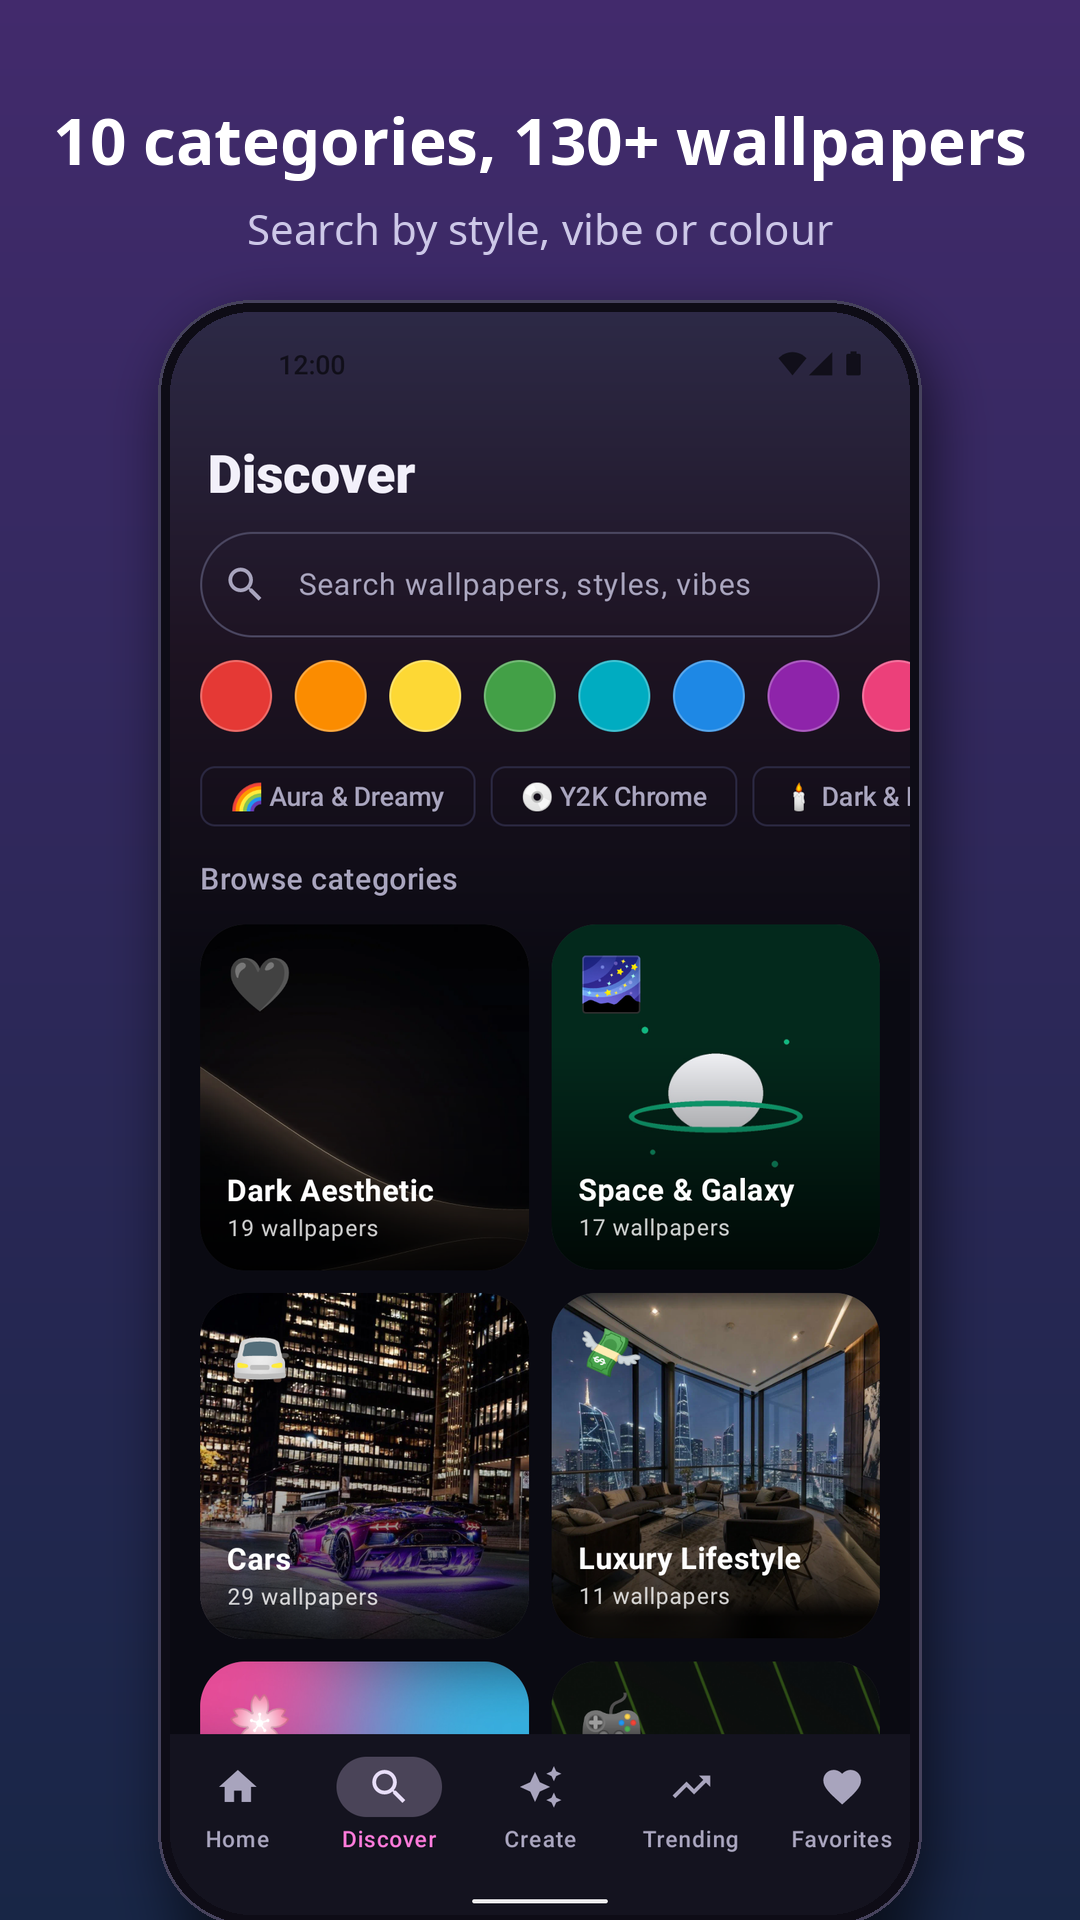 10 categories, 130+ wallpapers
Search by style, vibe or colour
12:00
Discover
Search wallpapers, styles, vibes
Aura & Dreamy
Y2K Chrome
Dark &
Browse categories
Dark Aesthetic
19 wallpapers
Space & Galaxy
17 wallpapers
Cars
29 wallpapers
Luxury Lifestyle
11 wallpapers
Home
Discover
Create
Trending
Favorites